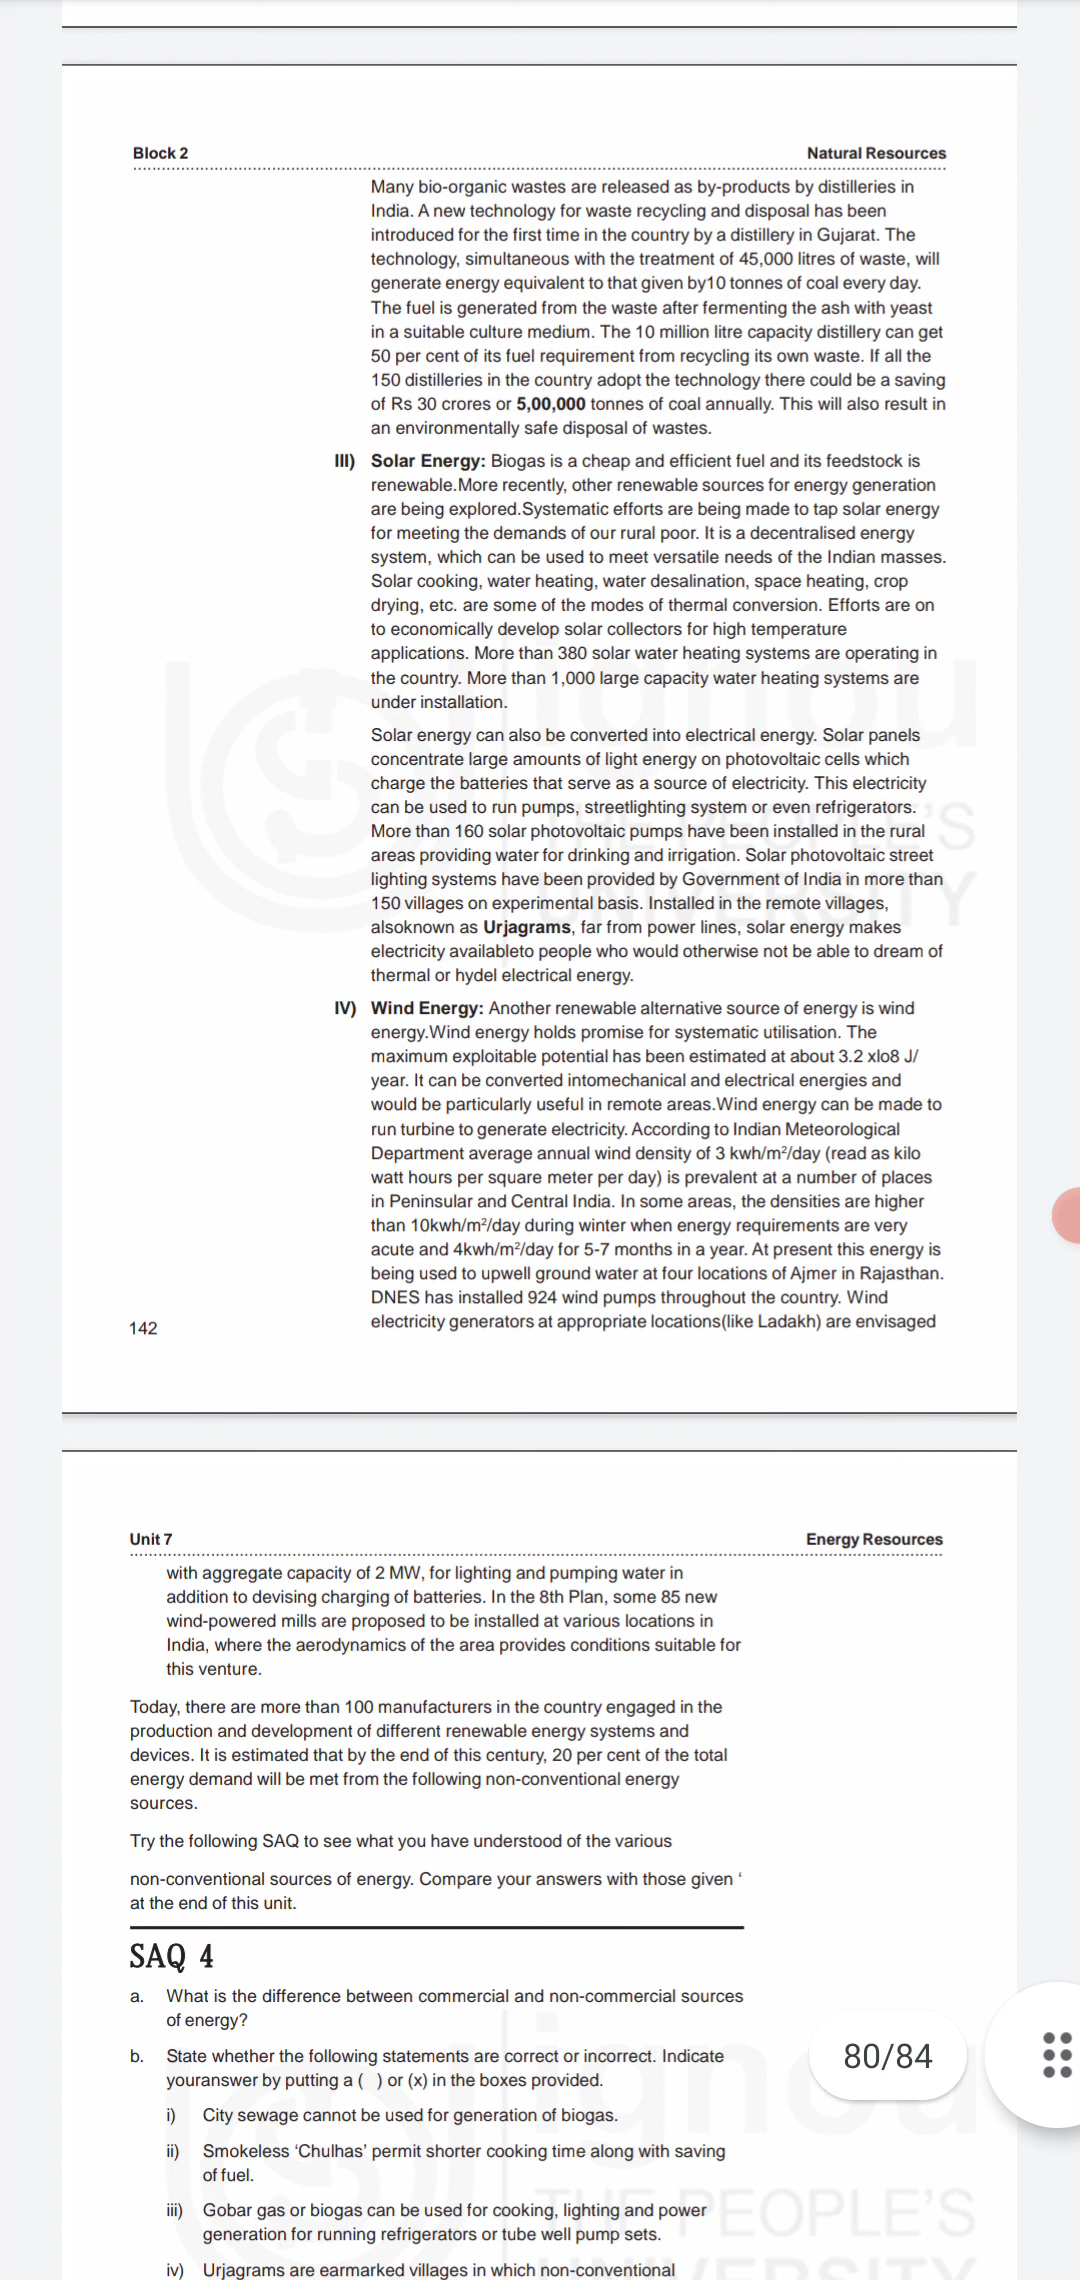 Block 2
Natural Resources
Many bio-organic wastes are released as by-products by distilleries in
India. A new technology for waste recycling and disposal has been
introduced for the first time in the country by a distillery in Gujarat. The
technology, simultaneous with the treatment of 45,000 litres of waste, will
generate energy equivalent to that given by10 tonnes of coal every day.
The fuel is generated from the waste after fermenting the ash with yeast
in a suitable culture medium. The 10 million litre capacity distillery can get
50 per cent of its fuel requirement from recycling its own waste. If all the
150 distilleries in the country adopt the technology there could be a saving
of Rs 30 crores or 5,00,000 tonnes of coal annually. This will also result in
an environmentally safe disposal of wastes.
III) Solar Energy: Biogas is a cheap and efficient fuel and its feedstock is
renewable.More recently, other renewable sources for energy generation
are being explored.Systematic efforts are being made to tap solar energy
for meeting the demands of our rural poor. It is a decentralised energy
system, which can be used to meet versatile needs of the Indian masses.
Solar cooking, water heating, water desalination, space heating, crop
drying, etc. are some of the modes of thermal conversion. Efforts are on
to economically develop solar collectors for high temperature
applications. More than 380 solar water heating systems are operating in
the country. More than 1,000 large capacity water heating systems are
under installation.
Solar energy can also be converted into electrical energy. Solar panels
concentrate large amounts of light energy on photovoltaic cells which
charge the batteries that serve as a source of electricity. This electricity
can be used to run pumps, streetlighting system or even refrigerators.
More than 160 solar photovoltaic pumps have been installed in the rural
areas providing water for drinking and irrigation. Solar photovoltaic street
lighting systems have been provided by Government of India in more than
150 villages on experimental basis. Installed in the remote villages,
alsoknown as Urjagrams, far from power lines, solar energy makes
electricity availableto people who would otherwise not be able to dream of
thermal or hydel electrical energy.
IV) Wind Energy: Another renewable alternative source of energy is wind
energy.Wind energy holds promise for systematic utilisation. The
maximum exploitable potential has been estimated at about 3.2 xlo8 J/
year. It can be converted intomechanical and electrical energies and
would be particularly useful in remote areas.Wind energy can be made to
run turbine to generate electricity. According to Indian Meteorological
Department average annual wind density of 3 kwh/m²/day (read as kilo
watt hours per square meter per day) is prevalent at a number of places
in Peninsular and Central India. In some areas, the densities are higher
than 10kwh/m²/day during winter when energy requirements are very
acute and 4kwh/m²/day for 5-7 months in a year. At present this energy is
being used to upwell ground water at four locations of Ajmer in Rajasthan.
DNES has installed 924 wind pumps throughout the country. Wind
electricity generators at appropriate locations(like Ladakh) are envisaged
142
ignou
THE PEOPLE'S
UNIVERSITY
Unit 7
Energy Resources
with aggregate capacity of 2 MW, for lighting and pumping water in
addition to devising charging of batteries. In the 8th Plan, some 85 new
wind-powered mills are proposed to be installed at various locations in
India, where the aerodynamics of the area provides conditions suitable for
this venture.
Today, there are more than 100 manufacturers in the country engaged in the
production and development of different renewable energy systems and
devices. It is estimated that by the end of this century, 20 per cent of the total
energy demand will be met from the following non-conventional energy
sources.
Try the following SAQ to see what you have understood of the various
non-conventional sources of energy. Compare your answers with those given ‘
at the end of this unit.
SAQ 4
a. What is the difference between commercial and non-commercial sources
of energy?
b. State whether the following statements are correct or incorrect. Indicate
youranswer by putting a ( ) or (x) in the boxes provided.
i) City sewage cannot be used for generation of biogas.
ii) Smokeless ‘Chulhas’ permit shorter cooking time along with saving
of fuel.
iii) Gobar gas or biogas can be used for cooking, lighting and power
generation for running refrigerators or tube well pump sets.
iv) Urjagrams are earmarked villages in which non-conventional
80/84
ignou
THE PEOPLE'S
UNIVERSITY